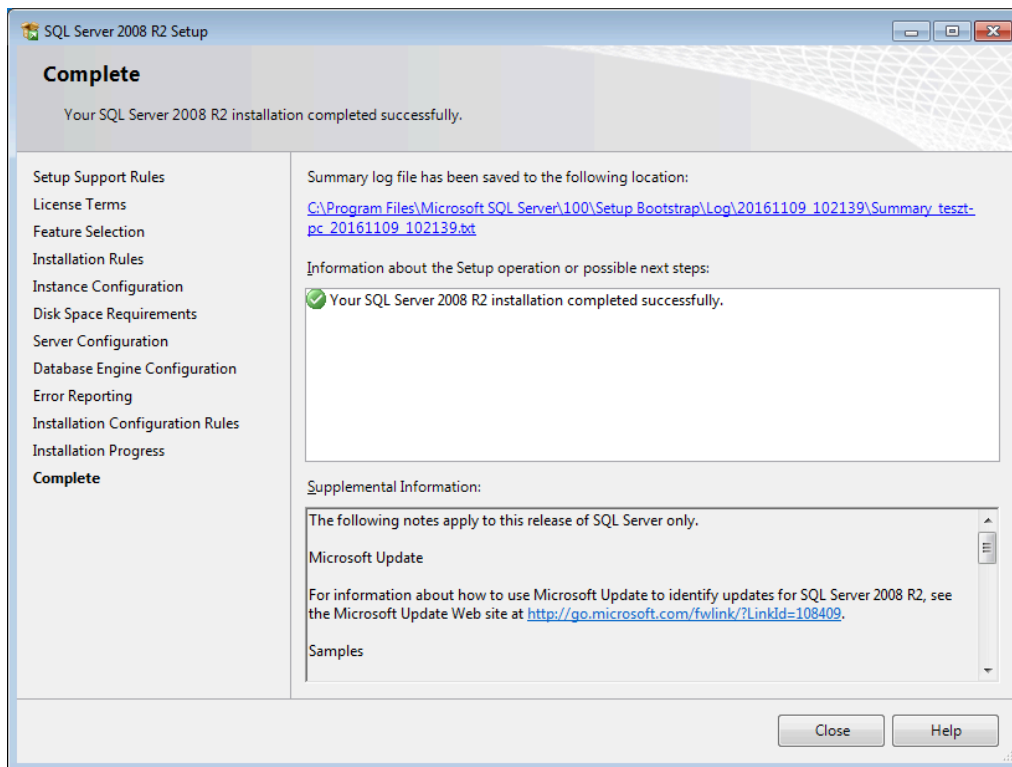 SQL Server 2008 R2 Setup
Complete
Your SQL Server 2008 R2 installation completed successfully.
Setup Support Rules
License Terms
Feature Selection
Installation Rules
Instance Configuration
Disk Space Requirements
Server Configuration
Database Engine Configuration
Error Reporting
Installation Configuration Rules
Installation Progress
Complete
Summary log file has been saved to the following location:
C:\Program Files\Microsoft SQL Server\100\Setup Bootstrap\Log\20161109_102139\Summary_teszt-
pc_20161109_102139.txt
Information about the Setup operation or possible next steps:
Your SQL Server 2008 R2 installation completed successfully.
Supplemental Information:
The following notes apply to this release of SQL Server only.
Microsoft Update
For information about how to use Microsoft Update to identify updates for SQL Server 2008 R2, see
the Microsoft Update Web site at http://go.microsoft.com/fwlink/?LinkId=108409.
Samples
Close
Help